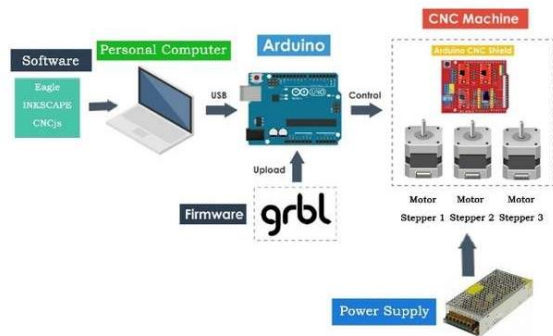 CNC Machine
Personal Computer
Arduino
Software
Arduino CNC Shield
Eagle
INKSCAPE
CNCjs
USB
Control
UNO
Upload
Firmware
grbl
Motor Stepper 1
Motor Stepper 2
Motor Stepper 3
Power Supply